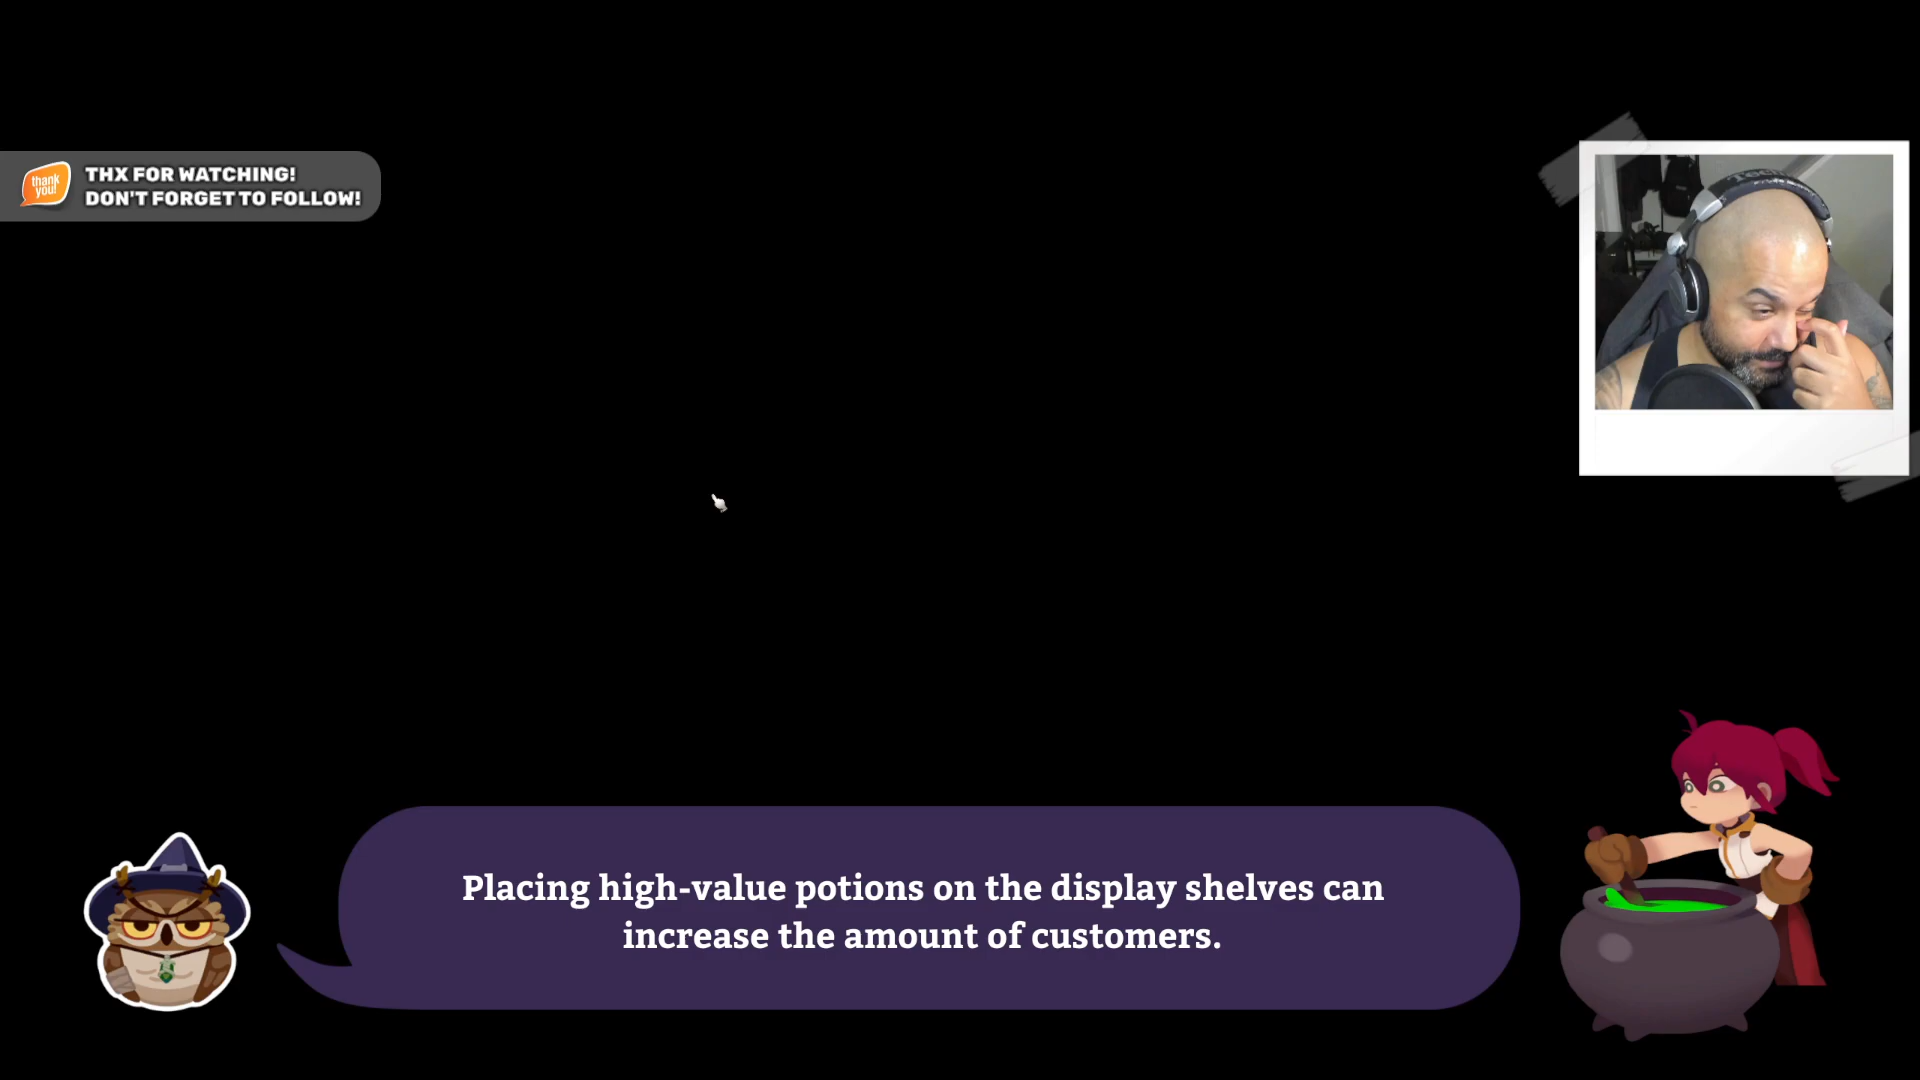 thank
you!
THX FOR WATCHING!
DON'T FORGET TO FOLLOW!
Placing high-value potions on the display shelves can
increase the amount of customers.